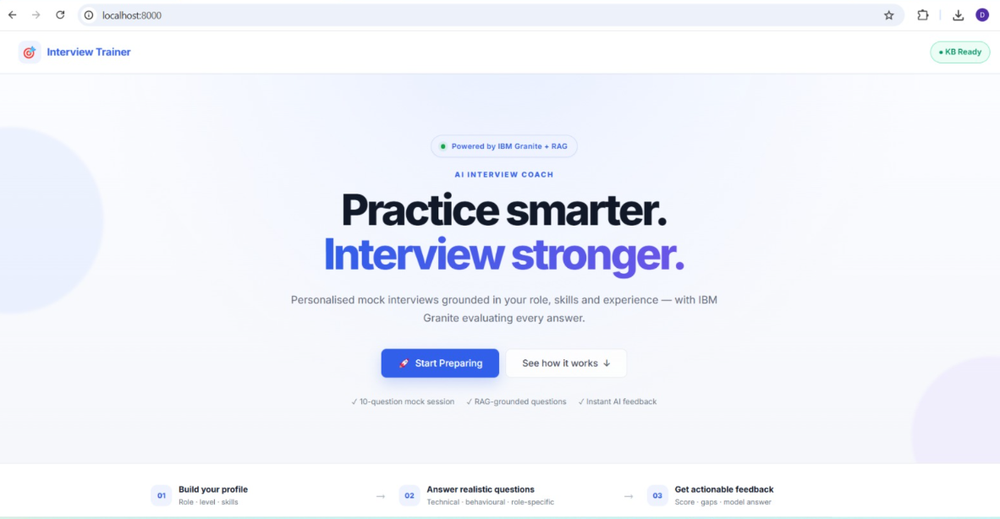 localhost:8000
D
Interview Trainer
• KB Ready
Powered by IBM Granite + RAG
AI INTERVIEW COACH
Practice smarter.
Interview stronger.
Personalised mock interviews grounded in your role, skills and experience — with IBM
Granite evaluating every answer.
🚀 Start Preparing
See how it works ↓
✓ 10-question mock session ✓ RAG-grounded questions ✓ Instant AI feedback
01 Build your profile
Role · level · skills
→
02 Answer realistic questions
Technical · behavioural · role-specific
→
03 Get actionable feedback
Score · gaps · model answer